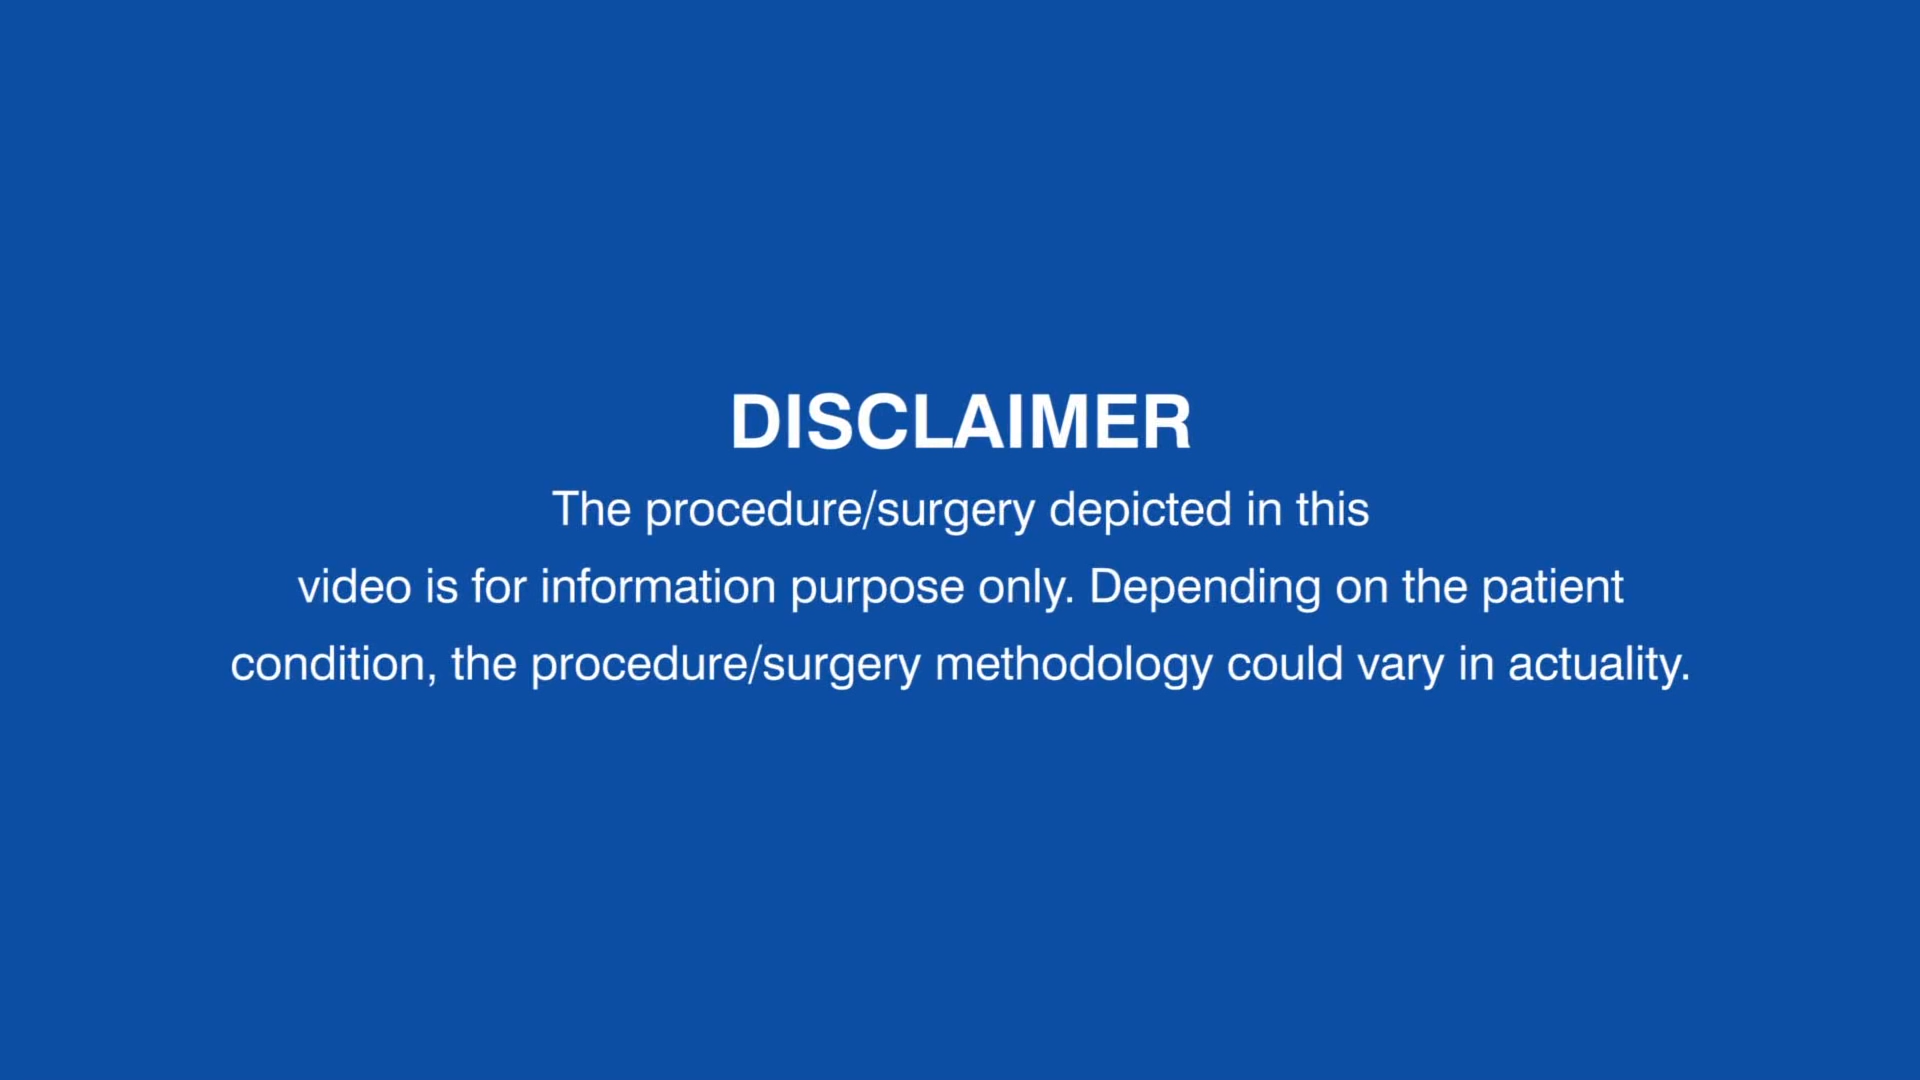 DISCLAIMER
The procedure/surgery depicted in this
video is for information purpose only. Depending on the patient
condition, the procedure/surgery methodology could vary in actuality.